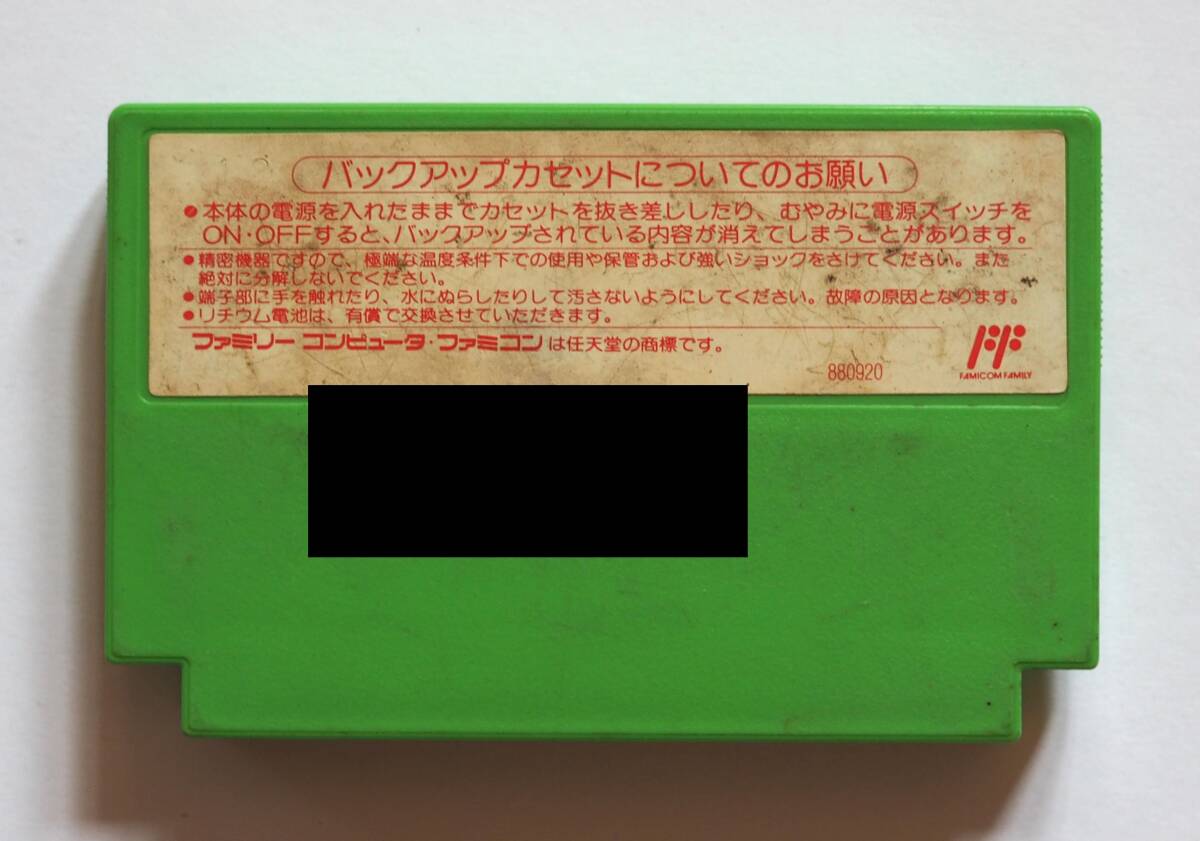 バックアップカセットについてのお願い
●本体の電源を入れたままでカセットを抜き差ししたり、むやみに電源スイッチを
ON・OFFすると、バックアップされている内容が消えてしまうことがあります。
●精密機器ですので、極端な温度条件下での使用や保管および強いショックをさけてください。また
絶対に分解しないでください。
●端子部に手を触れたり、水にぬらしたりして汚さないようにしてください。故障の原因となります。
●リチウム電池は、有償で交換させていただきます。
ファミリー コンピュータ・ファミコンは任天堂の商標です。
880920
FAMICOM FAMILY